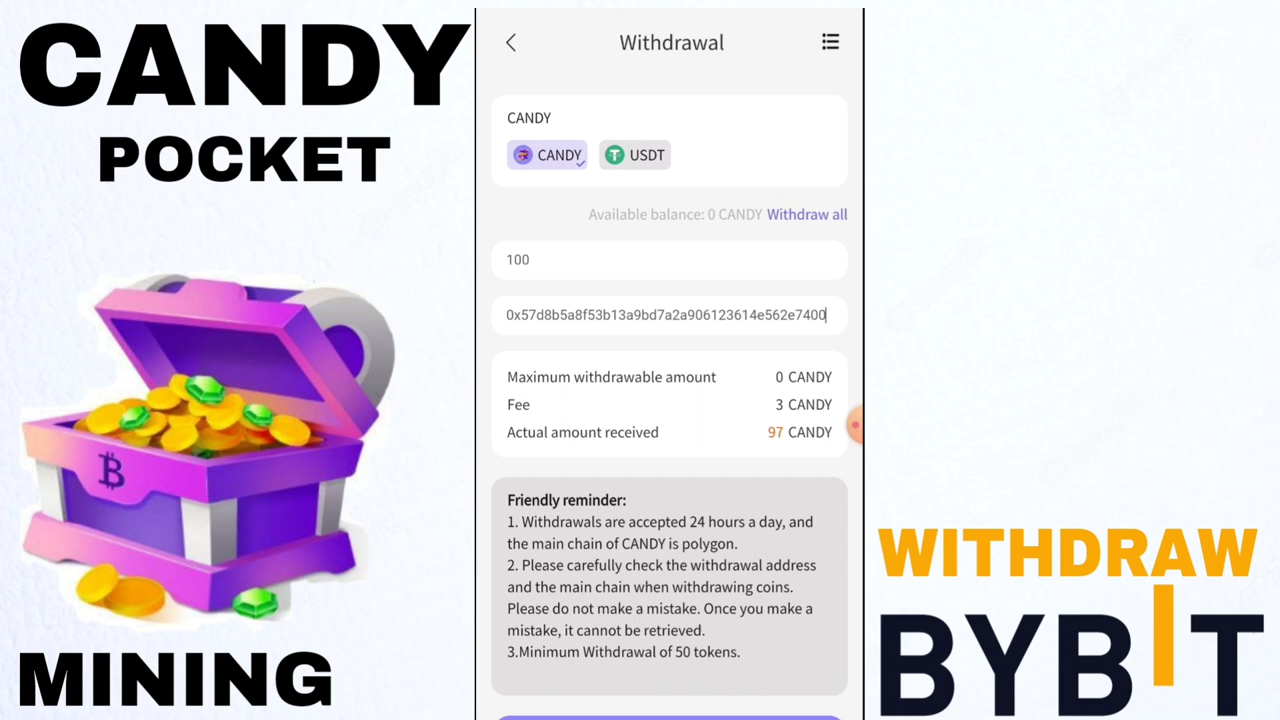 CANDY
POCKET
MINING
Withdrawal
CANDY
CANDY USDT
Available balance: 0 CANDY Withdraw all
100
0x57d8b5a8f53b13a9bd7a2a906123614e562e7400
Maximum withdrawable amount 0 CANDY
Fee 3 CANDY
Actual amount received 97 CANDY
Friendly reminder:
1. Withdrawals are accepted 24 hours a day, and
the main chain of CANDY is polygon.
2. Please carefully check the withdrawal address
and the main chain when withdrawing coins.
Please do not make a mistake. Once you make a
mistake, it cannot be retrieved.
3.Minimum Withdrawal of 50 tokens.
WITHDRAW
BYBIT